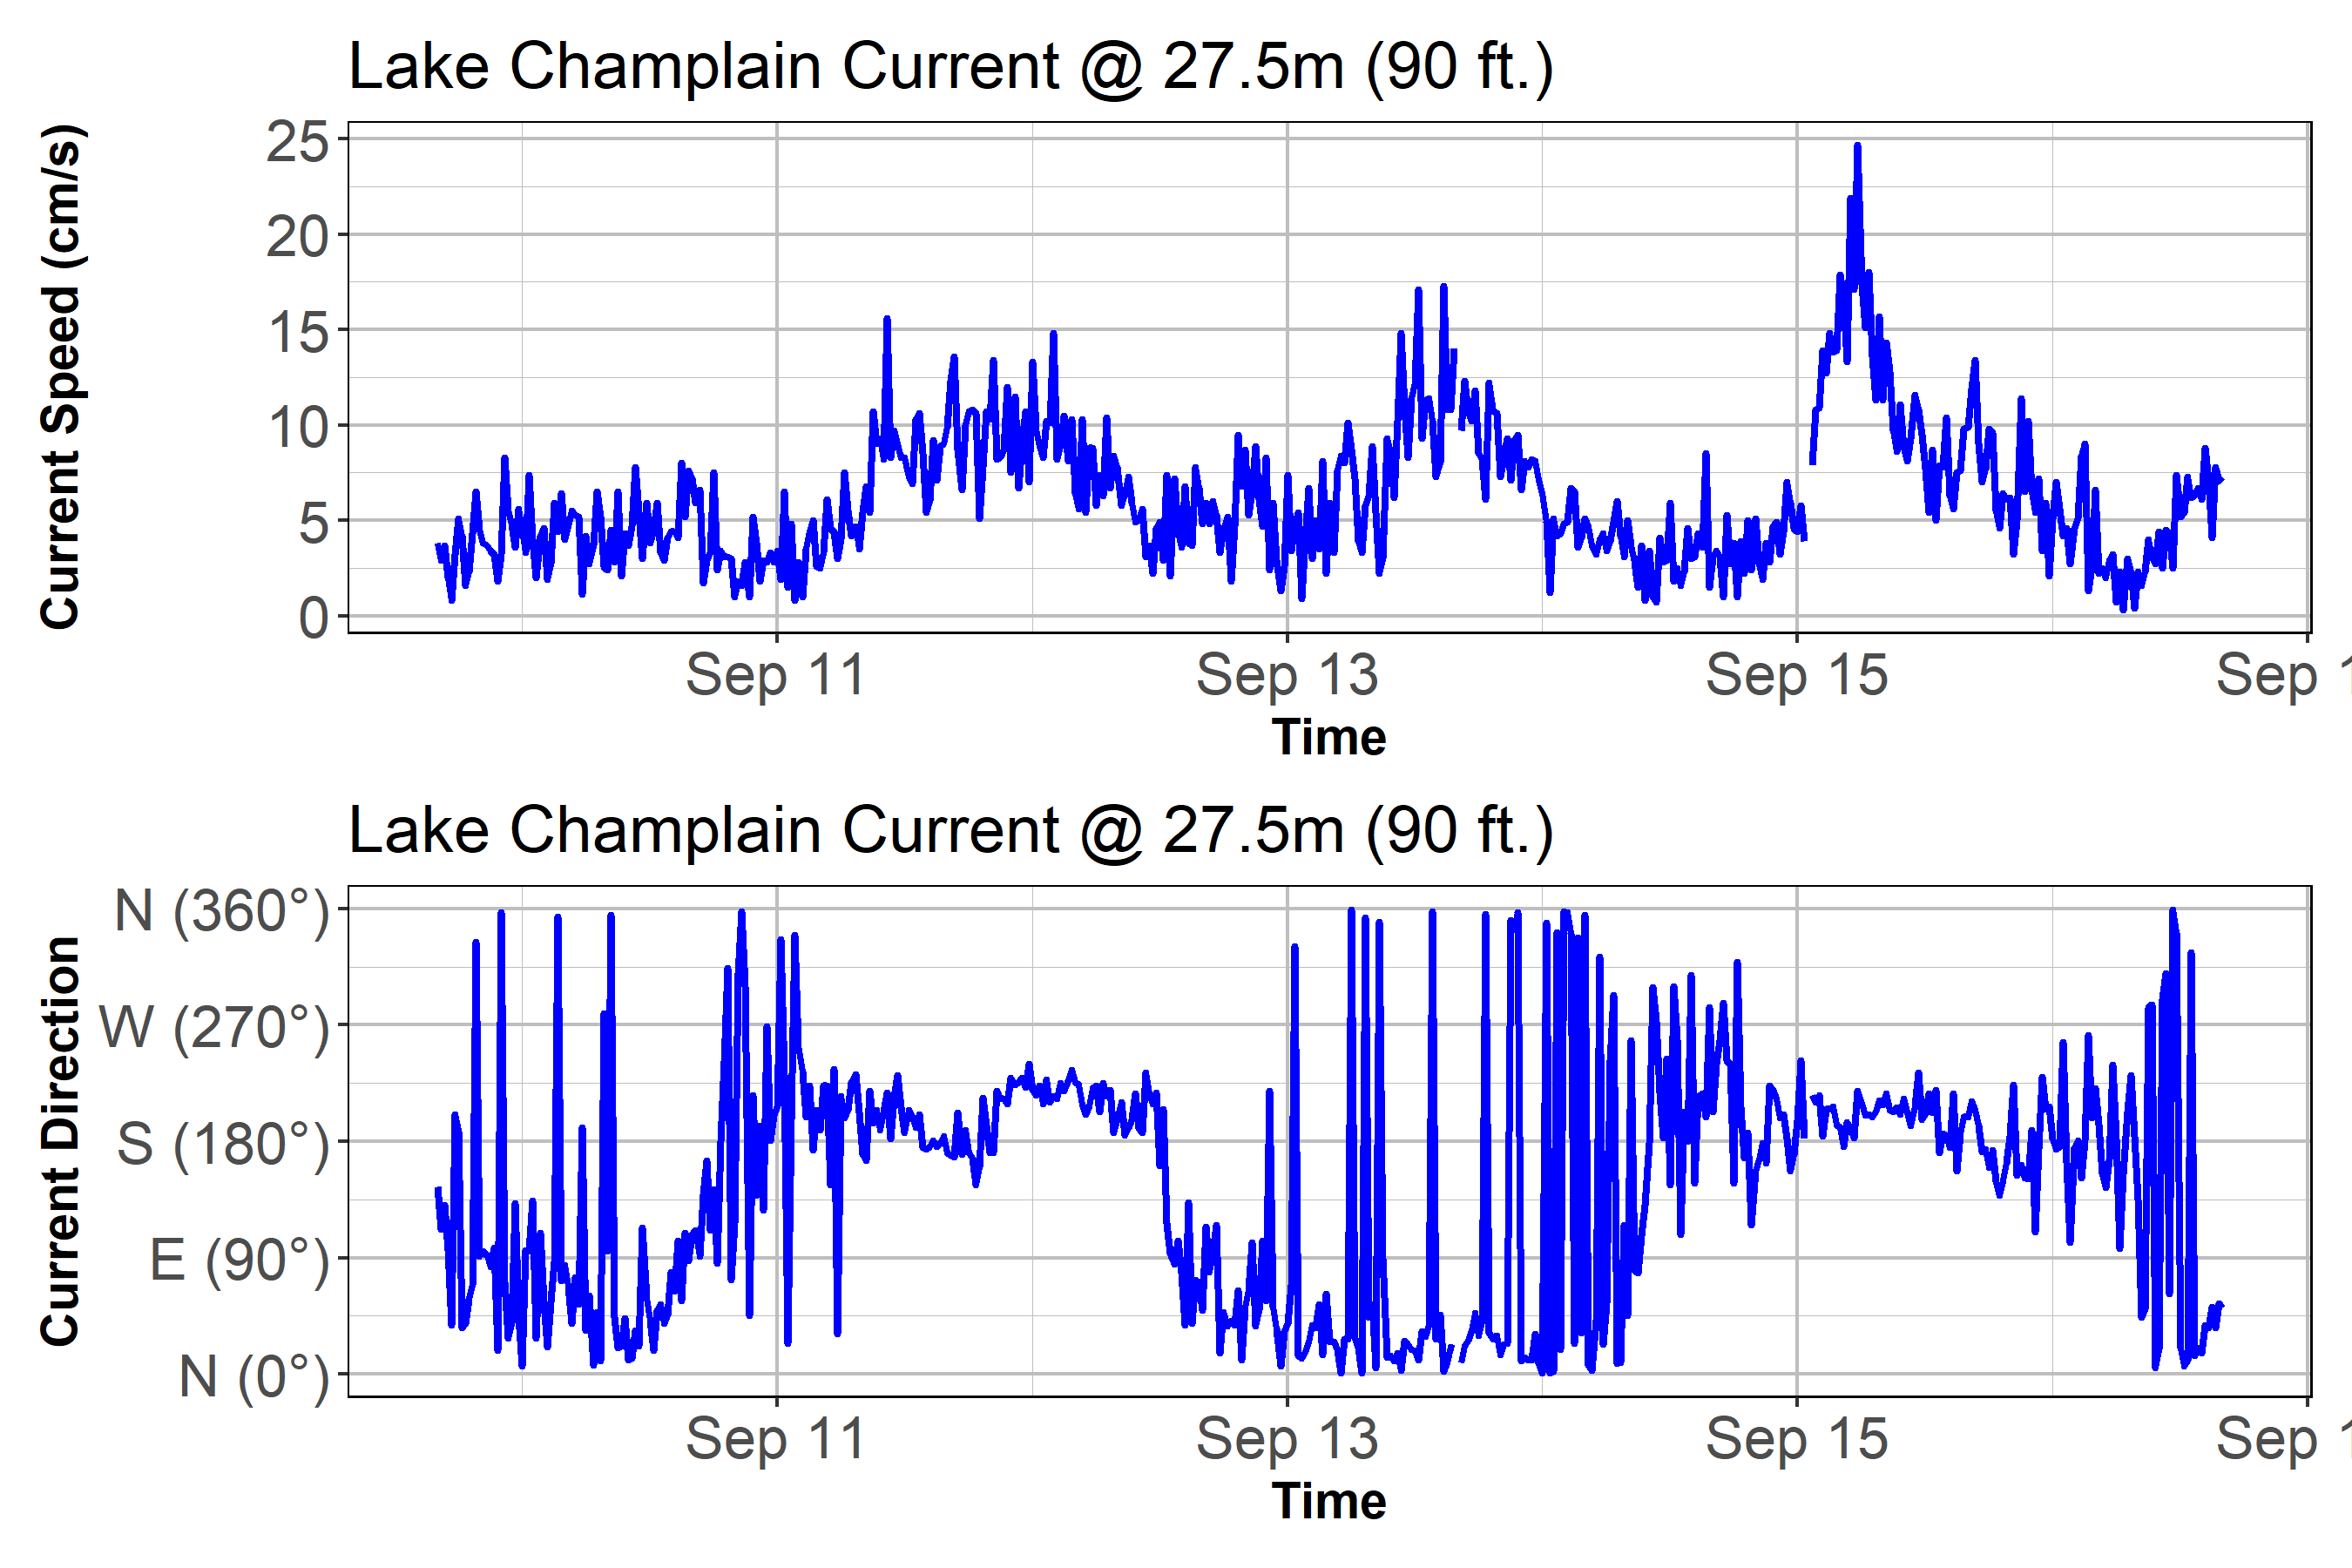 Lake Champlain Current @ 27.5m (90 ft.)
Current Speed (cm/s)
25
20
15
10
5
0
Sep 11
Sep 13
Sep 15
Sep 1
Time
Lake Champlain Current @ 27.5m (90 ft.)
Current Direction
N (360°)
W (270°)
S (180°)
E (90°)
N (0°)
Sep 11
Sep 13
Sep 15
Sep 1
Time